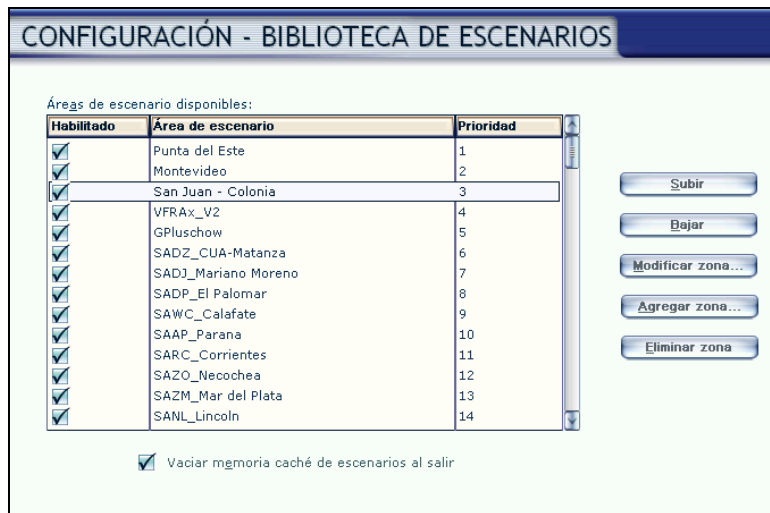 CONFIGURACIÓN - BIBLIOTECA DE ESCENARIOS
Áreas de escenario disponibles:
Habilitado Área de escenario Prioridad
Punta del Este 1
Montevideo 2
San Juan - Colonia 3
VFRAx_V2 4
GPluschow 5
SADZ_CUA-Matanza 6
SADJ_Mariano Moreno 7
SADP_El Palomar 8
SAWC_Calafate 9
SAAP_Parana 10
SARC_Corrientes 11
SAZO_Necochea 12
SAZM_Mar del Plata 13
SANL_Lincoln 14
Subir
Bajar
Modificar zona...
Agregar zona...
Eliminar zona
Vaciar memoria caché de escenarios al salir